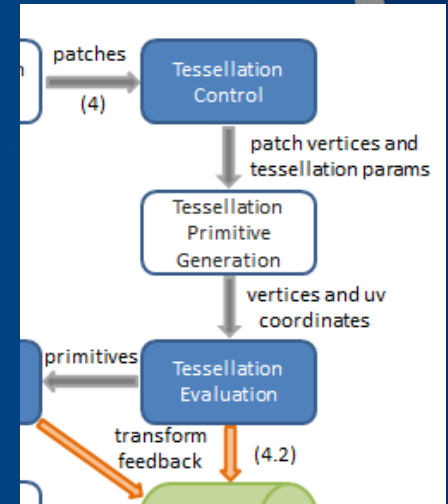 patches
(4)
Tessellation
Control
patch vertices and
tessellation params
Tessellation
Primitive
Generation
vertices and uv
coordinates
primitives
Tessellation
Evaluation
transform
feedback
(4.2)